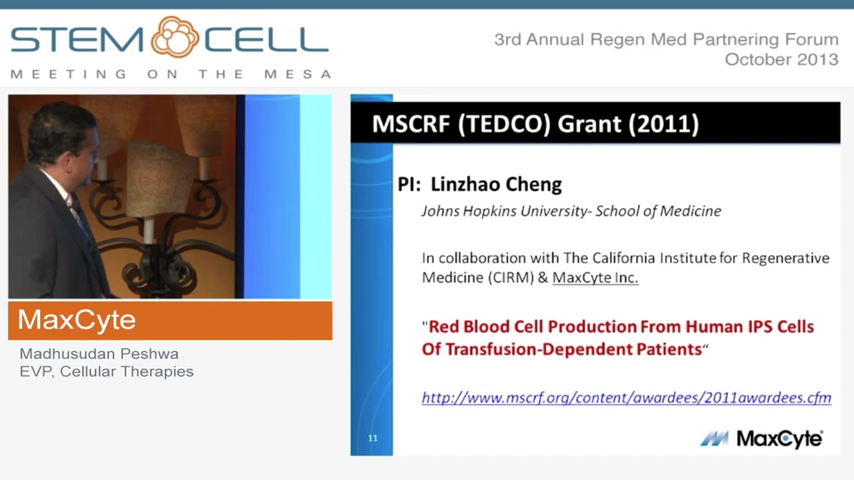 STEM CELL
MEETING ON THE MESA
3rd Annual Regen Med Partnering Forum
October 2013
MaxCyte
Madhusudan Peshwa
EVP, Cellular Therapies
MSCRF (TEDCO) Grant (2011)
PI: Linzhao Cheng
Johns Hopkins University- School of Medicine
In collaboration with The California Institute for Regenerative
Medicine (CIRM) & MaxCyte Inc.
"Red Blood Cell Production From Human IPS Cells
Of Transfusion-Dependent Patients“
http://www.mscrf.org/content/awardees/2011awardees.cfm
11
MaxCyte®